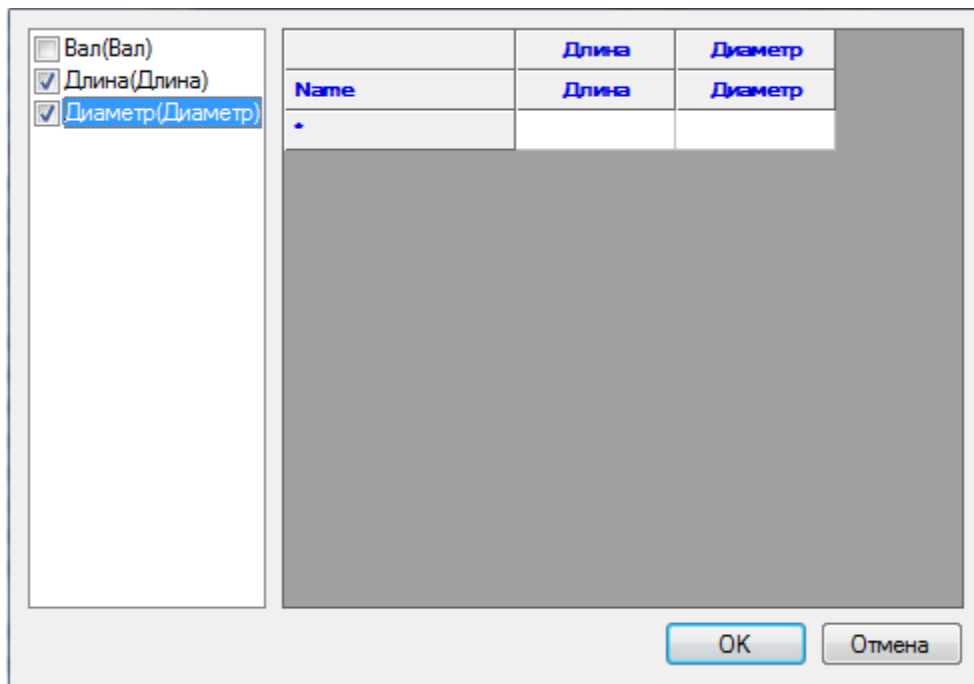 Вал(Вал)
Длина(Длина)
Диаметр(Диаметр)
Длина Диаметр
Name Длина Диаметр
*
OK Отмена